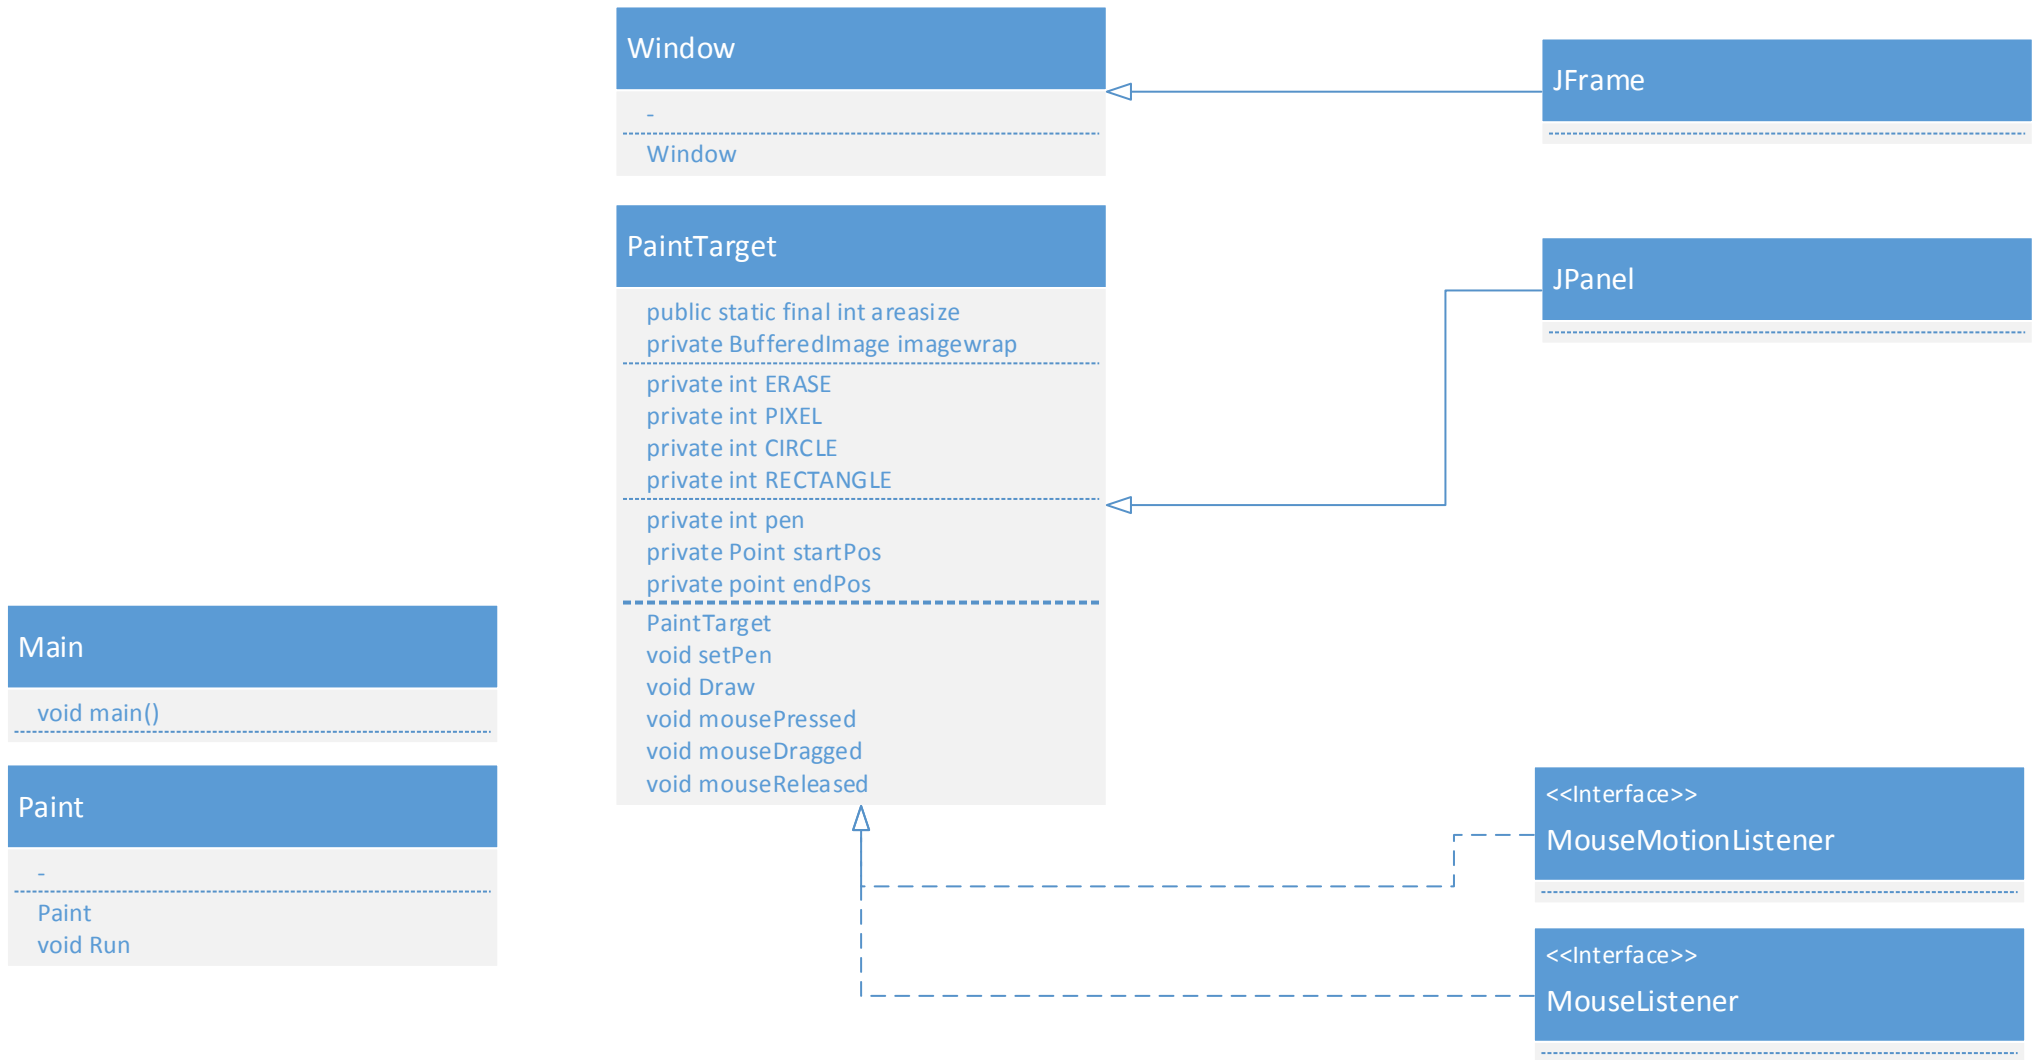 Window
-
Window
JFrame
PaintTarget
public static final int areasize
private BufferedImage imagewrap
private int ERASE
private int PIXEL
private int CIRCLE
private int RECTANGLE
private int pen
private Point startPos
private point endPos
PaintTarget
void setPen
void Draw
void mousePressed
void mouseDragged
void mouseReleased
JPanel
Main
void main()
Paint
-
Paint
void Run
<<Interface>>
MouseMotionListener
<<Interface>>
MouseListener